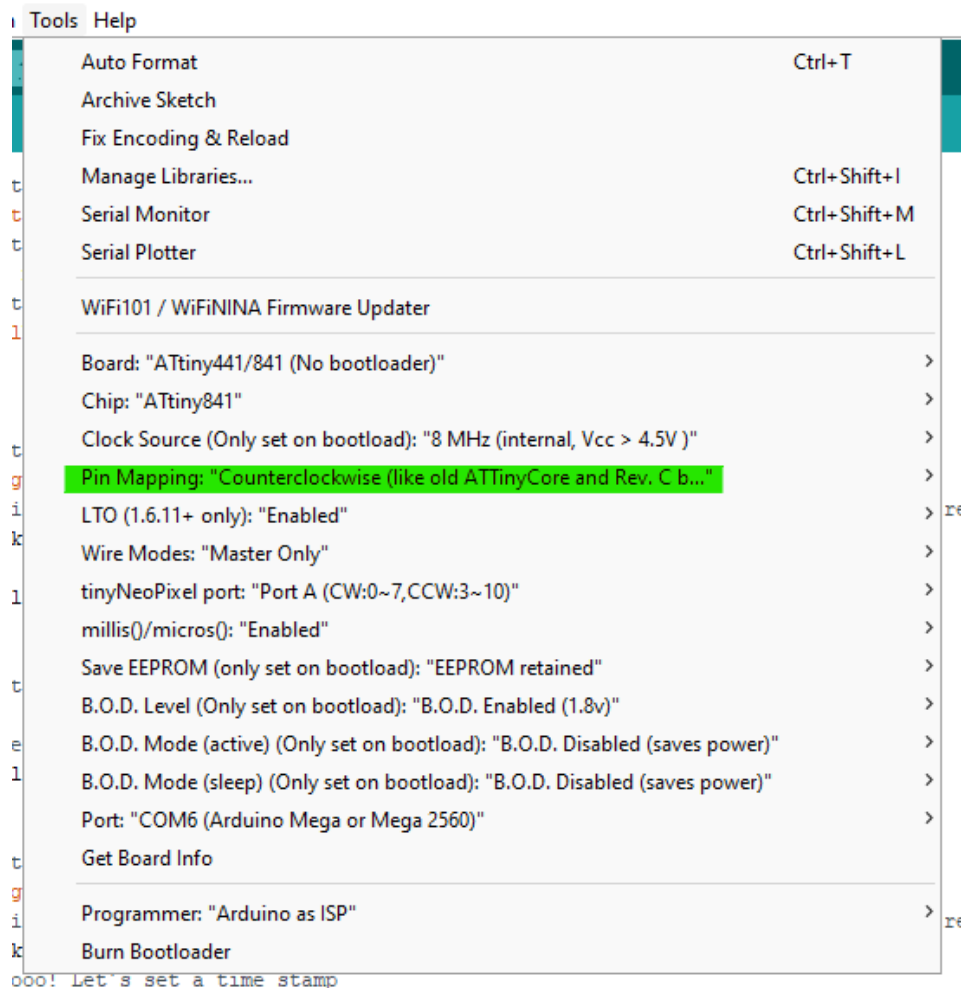 Tools Help
Auto Format Ctrl+T
Archive Sketch
Fix Encoding & Reload
Manage Libraries... Ctrl+Shift+I
Serial Monitor Ctrl+Shift+M
Serial Plotter Ctrl+Shift+L
WiFi101 / WiFiNINA Firmware Updater
Board: "ATtiny441/841 (No bootloader)"
Chip: "ATtiny841"
Clock Source (Only set on bootload): "8 MHz (internal, Vcc > 4.5V )"
Pin Mapping: "Counterclockwise (like old ATTinyCore and Rev. C b..."
LTO (1.6.11+ only): "Enabled"
Wire Modes: "Master Only"
tinyNeoPixel port: "Port A (CW:0~7,CCW:3~10)"
millis()/micros(): "Enabled"
Save EEPROM (only set on bootload): "EEPROM retained"
B.O.D. Level (Only set on bootload): "B.O.D. Enabled (1.8v)"
B.O.D. Mode (active) (Only set on bootload): "B.O.D. Disabled (saves power)"
B.O.D. Mode (sleep) (Only set on bootload): "B.O.D. Disabled (saves power)"
Port: "COM6 (Arduino Mega or Mega 2560)"
Get Board Info
Programmer: "Arduino as ISP"
Burn Bootloader
ooo! Let's set a time stamp